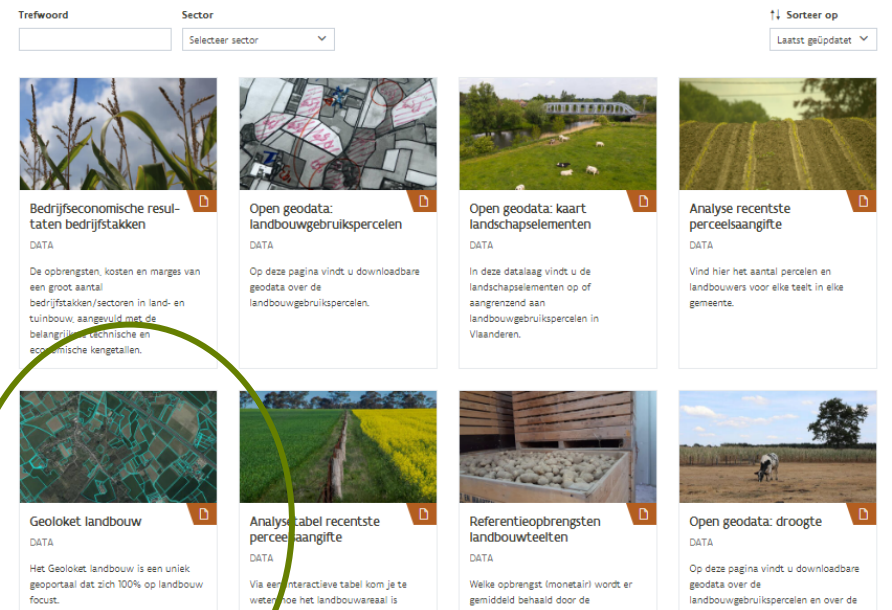 Trefwoord
Sector
Sorteer op
Selecteer sector
Laatst geüpdatet
Bedrijfseconomische resul-
taten bedrijfstakken
DATA
De opbrengsten, kosten en marges van
een groot aantal
bedrijfstakken/sectoren in land- en
tuinbouw, aangevuld met de
belangrijkste technische en
economische kengetallen.
Open geodata:
landbouwgebruikspercelen
DATA
Op deze pagina vindt u downloadbare
geodata over de
landbouwgebruikspercelen.
Open geodata: kaart
landschapselementen
DATA
In deze datalaag vindt u de
landschapselementen op of
aangrenzend aan
landbouwgebruikspercelen in
Vlaanderen.
Analyse recentste
perceelsaangifte
DATA
Vind hier het aantal percelen en
landbouwers voor elke teelt in elke
gemeente.
Geoloket landbouw
DATA
Het Geoloket landbouw is een uniek
geoportaal dat zich 100% op landbouw
focust.
Analysetabel recentste
perceelsaangifte
DATA
Via een interactieve tabel kom je te
weten hoe het landbouwareaal is
Referentieopbrengsten
landbouwteelten
DATA
Welke opbrengst (monetair) wordt er
gemiddeld behaald door de
Open geodata: droogte
DATA
Op deze pagina vindt u downloadbare
geodata over de
landbouwgebruikspercelen en over de